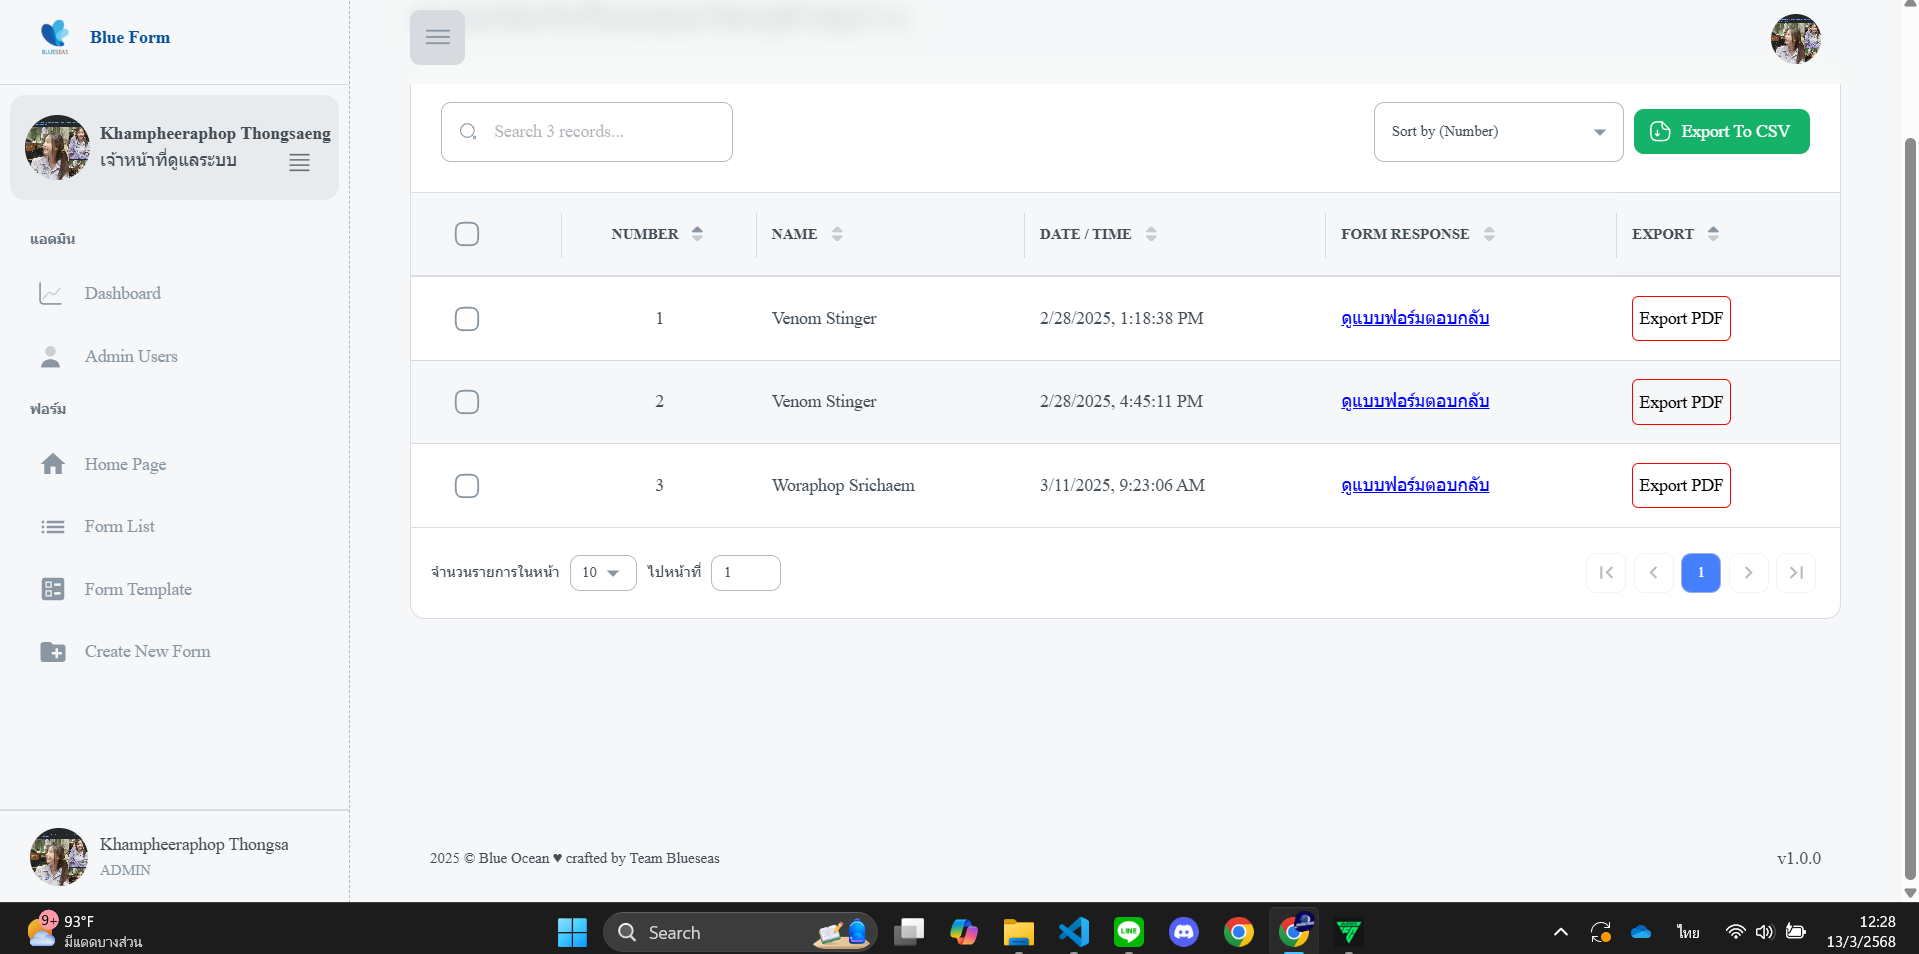 BLUESEAS
Blue Form
Khampheeraphop Thongsaeng
เจ้าหน้าที่ดูแลระบบ
แอดมิน
Dashboard
Admin Users
ฟอร์ม
Home Page
Form List
Form Template
Create New Form
Khampheeraphop Thongsa
ADMIN
Search 3 records...
Sort by (Number)
Export To CSV
NUMBER NAME DATE / TIME FORM RESPONSE EXPORT
1 Venom Stinger 2/28/2025, 1:18:38 PM ดูแบบฟอร์มตอบกลับ Export PDF
2 Venom Stinger 2/28/2025, 4:45:11 PM ดูแบบฟอร์มตอบกลับ Export PDF
3 Woraphop Srichaem 3/11/2025, 9:23:06 AM ดูแบบฟอร์มตอบกลับ Export PDF
จำนวนรายการในหน้า 10 ไปหน้าที่ 1
1
2025 © Blue Ocean ♥ crafted by Team Blueseas
v1.0.0
9+
93°F
มีแดดบางส่วน
Search
LINE
2
ไทย
12:28
13/3/2568